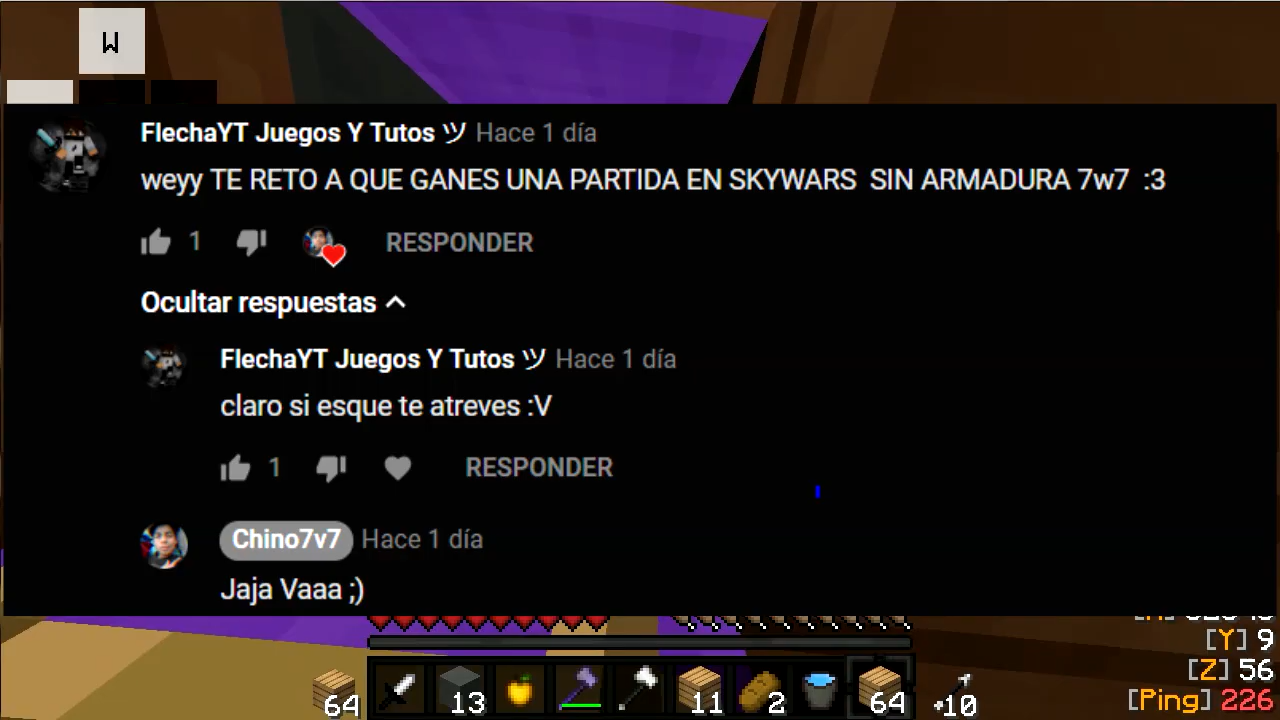 W
FlechaYT Juegos Y Tutos ツ Hace 1 día
weyy TE RETO A QUE GANES UNA PARTIDA EN SKYWARS SIN ARMADURA 7w7 :3
1 RESPONDER
Ocultar respuestas
FlechaYT Juegos Y Tutos ツ Hace 1 día
claro si esque te atreves :V
1 RESPONDER
Chino7v7 Hace 1 día
Jaja Vaaa ;)
[Y] 9
[Z] 56
[Ping] 226
64 13 11 2 64 +10